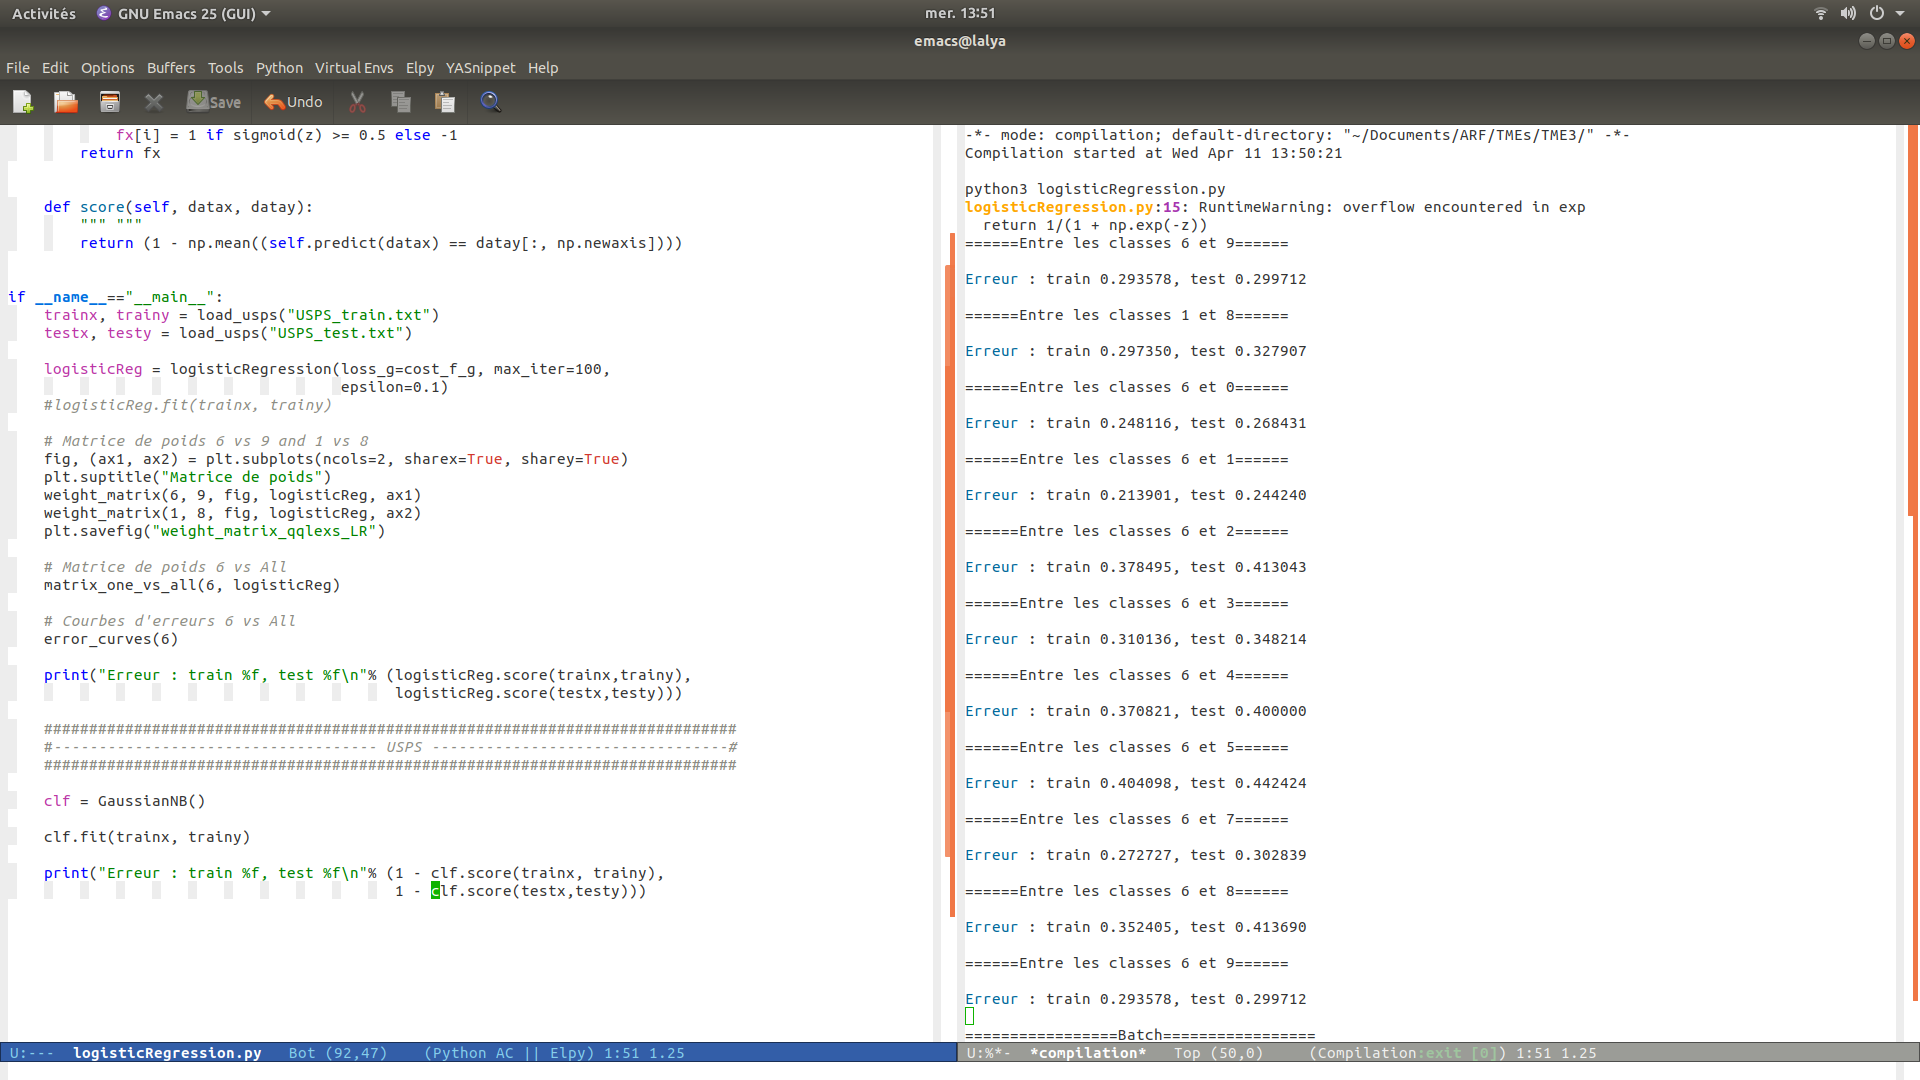 Activités GNU Emacs 25 (GUI) mer. 13:51
emacs@lalya
File Edit Options Buffers Tools Python Virtual Envs Elpy YASnippet Help
Save Undo
            fx[i] = 1 if sigmoid(z) >= 0.5 else -1
        return fx
    def score(self, datax, datay):
        """ """
        return (1 - np.mean((self.predict(datax) == datay[:, np.newaxis])))
if __name__=="__main__":
    trainx, trainy = load_usps("USPS_train.txt")
    testx, testy = load_usps("USPS_test.txt")
    logisticReg = logisticRegression(loss_g=cost_f_g, max_iter=100,
                                     epsilon=0.1)
    #logisticReg.fit(trainx, trainy)
    # Matrice de poids 6 vs 9 and 1 vs 8
    fig, (ax1, ax2) = plt.subplots(ncols=2, sharex=True, sharey=True)
    plt.suptitle("Matrice de poids")
    weight_matrix(6, 9, fig, logisticReg, ax1)
    weight_matrix(1, 8, fig, logisticReg, ax2)
    plt.savefig("weight_matrix_qqlexs_LR")
    # Matrice de poids 6 vs All
    matrix_one_vs_all(6, logisticReg)
    # Courbes d'erreurs 6 vs All
    error_curves(6)
    print("Erreur : train %f, test %f\n"% (logisticReg.score(trainx,trainy),
                                           logisticReg.score(testx,testy)))
    #############################################################################
    #------------------------------------ USPS ---------------------------------#
    #############################################################################
    clf = GaussianNB()
    clf.fit(trainx, trainy)
    print("Erreur : train %f, test %f\n"% (1 - clf.score(trainx, trainy),
                                           1 - clf.score(testx,testy)))
U:--- logisticRegression.py Bot (92,47) (Python AC || Elpy) 1:51 1.25
-*- mode: compilation; default-directory: "~/Documents/ARF/TMEs/TME3/" -*-
Compilation started at Wed Apr 11 13:50:21
python3 logisticRegression.py
logisticRegression.py:15: RuntimeWarning: overflow encountered in exp
  return 1/(1 + np.exp(-z))
======Entre les classes 6 et 9======
Erreur : train 0.293578, test 0.299712
======Entre les classes 1 et 8======
Erreur : train 0.297350, test 0.327907
======Entre les classes 6 et 0======
Erreur : train 0.248116, test 0.268431
======Entre les classes 6 et 1======
Erreur : train 0.213901, test 0.244240
======Entre les classes 6 et 2======
Erreur : train 0.378495, test 0.413043
======Entre les classes 6 et 3======
Erreur : train 0.310136, test 0.348214
======Entre les classes 6 et 4======
Erreur : train 0.370821, test 0.400000
======Entre les classes 6 et 5======
Erreur : train 0.404098, test 0.442424
======Entre les classes 6 et 7======
Erreur : train 0.272727, test 0.302839
======Entre les classes 6 et 8======
Erreur : train 0.352405, test 0.413690
======Entre les classes 6 et 9======
Erreur : train 0.293578, test 0.299712
=================Batch=================
U:%*- *compilation* Top (50,0) (Compilation:exit [0]) 1:51 1.25